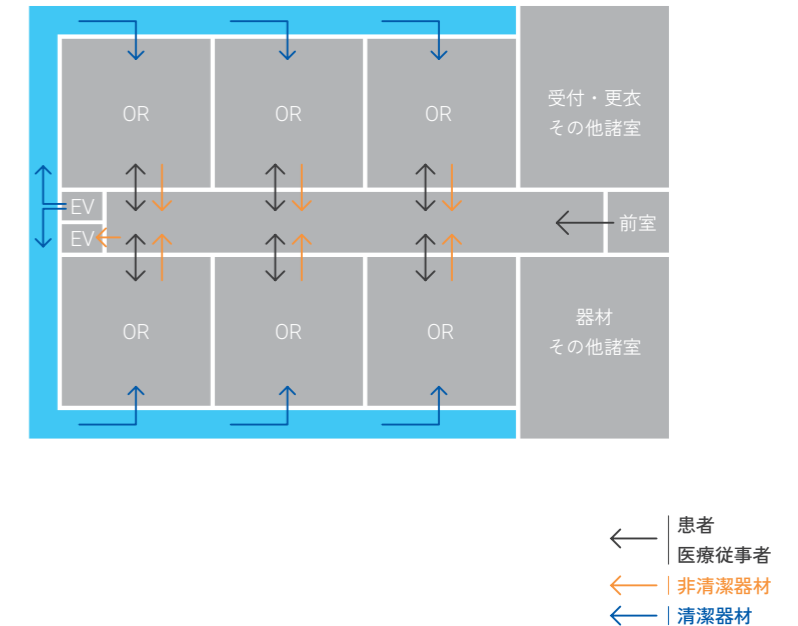 OR
OR
OR
受付・更衣
その他諸室
EV
EV
前室
OR
OR
OR
器材
その他諸室
患者
医療従事者
非清潔器材
清潔器材